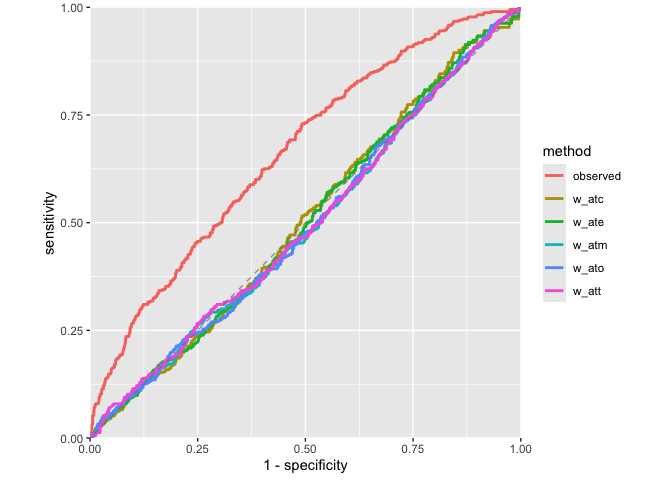 1.00
0.75
0.50
0.25
0.00
sensitivity
0.00 0.25 0.50 0.75 1.00
1 - specificity
method
observed
w_atc
w_ate
w_atm
w_ato
w_att